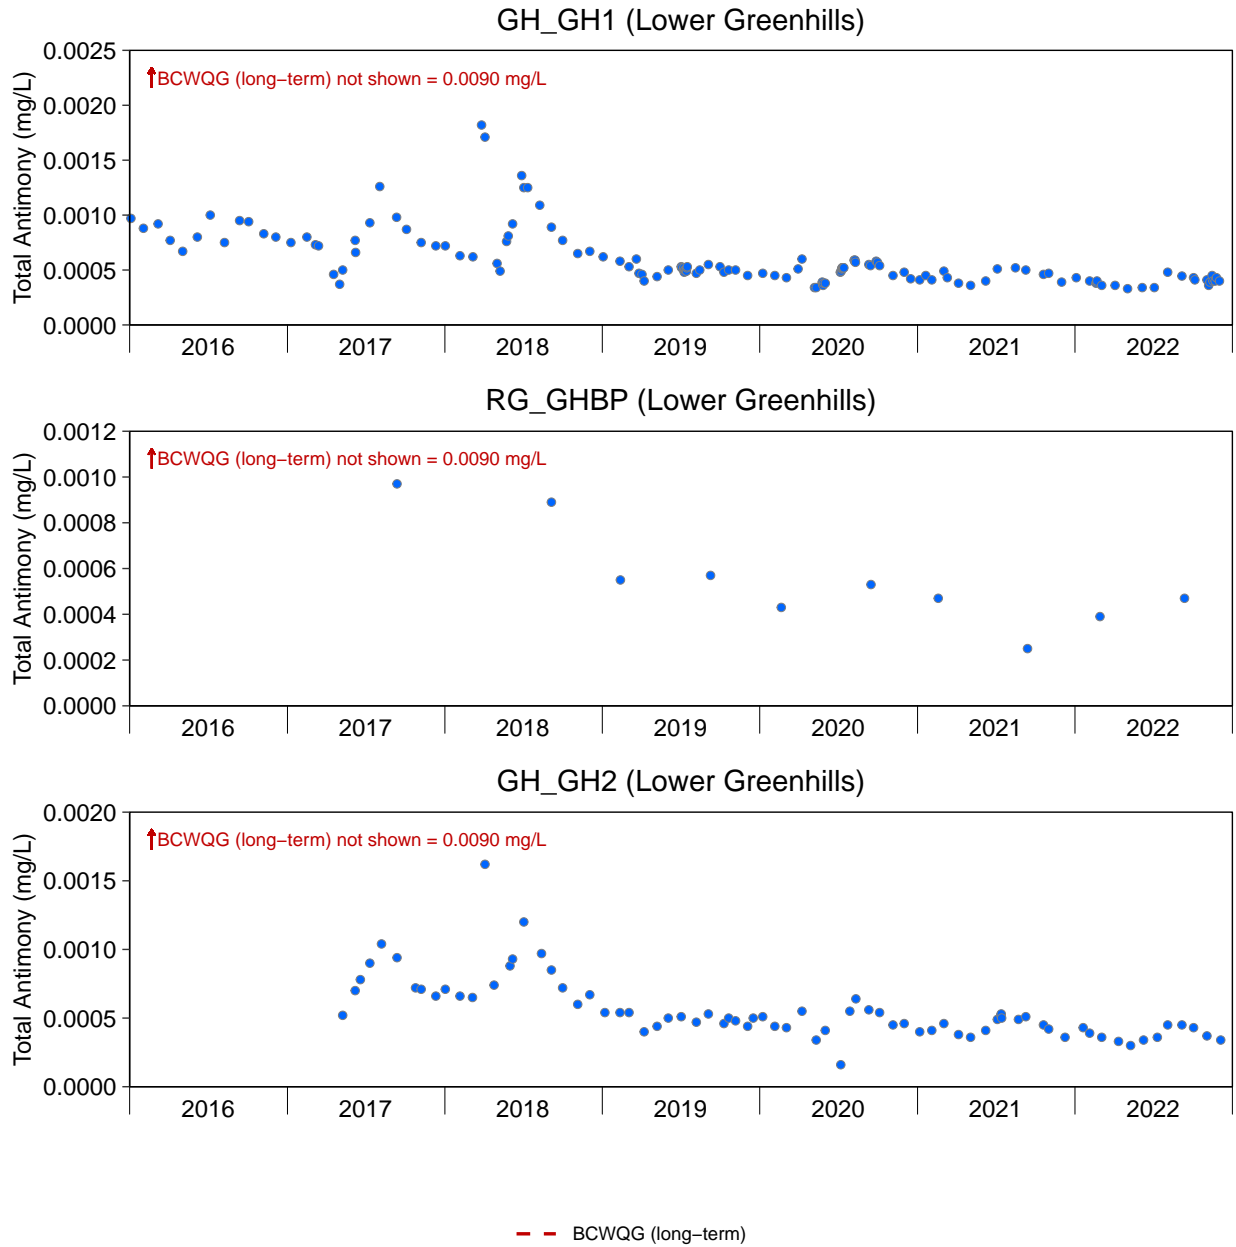 GH_GH1 (Lower Greenhills)
Total Antimony (mg/L)
0.0025
0.0020
0.0015
0.0010
0.0005
0.0000
BCWQG (long−term) not shown = 0.0090 mg/L
2016 2017 2018 2019 2020 2021 2022
RG_GHBP (Lower Greenhills)
Total Antimony (mg/L)
0.0012
0.0010
0.0008
0.0006
0.0004
0.0002
0.0000
BCWQG (long−term) not shown = 0.0090 mg/L
2016 2017 2018 2019 2020 2021 2022
GH_GH2 (Lower Greenhills)
Total Antimony (mg/L)
0.0020
0.0015
0.0010
0.0005
0.0000
BCWQG (long−term) not shown = 0.0090 mg/L
2016 2017 2018 2019 2020 2021 2022
BCWQG (long−term)